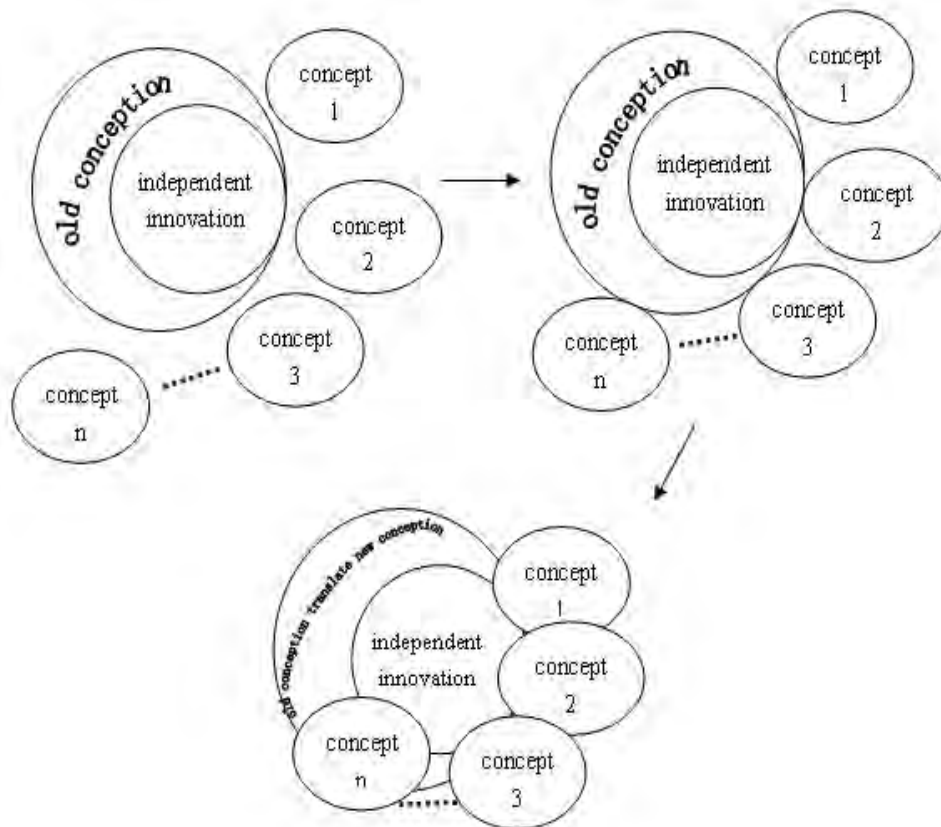 old conception
independent
innovation
concept
1
concept
2
concept
3
concept
n
old conception
independent
innovation
concept
1
concept
2
concept
3
concept
n
old conception translate new conception
independent
innovation
concept
1
concept
2
concept
3
concept
n